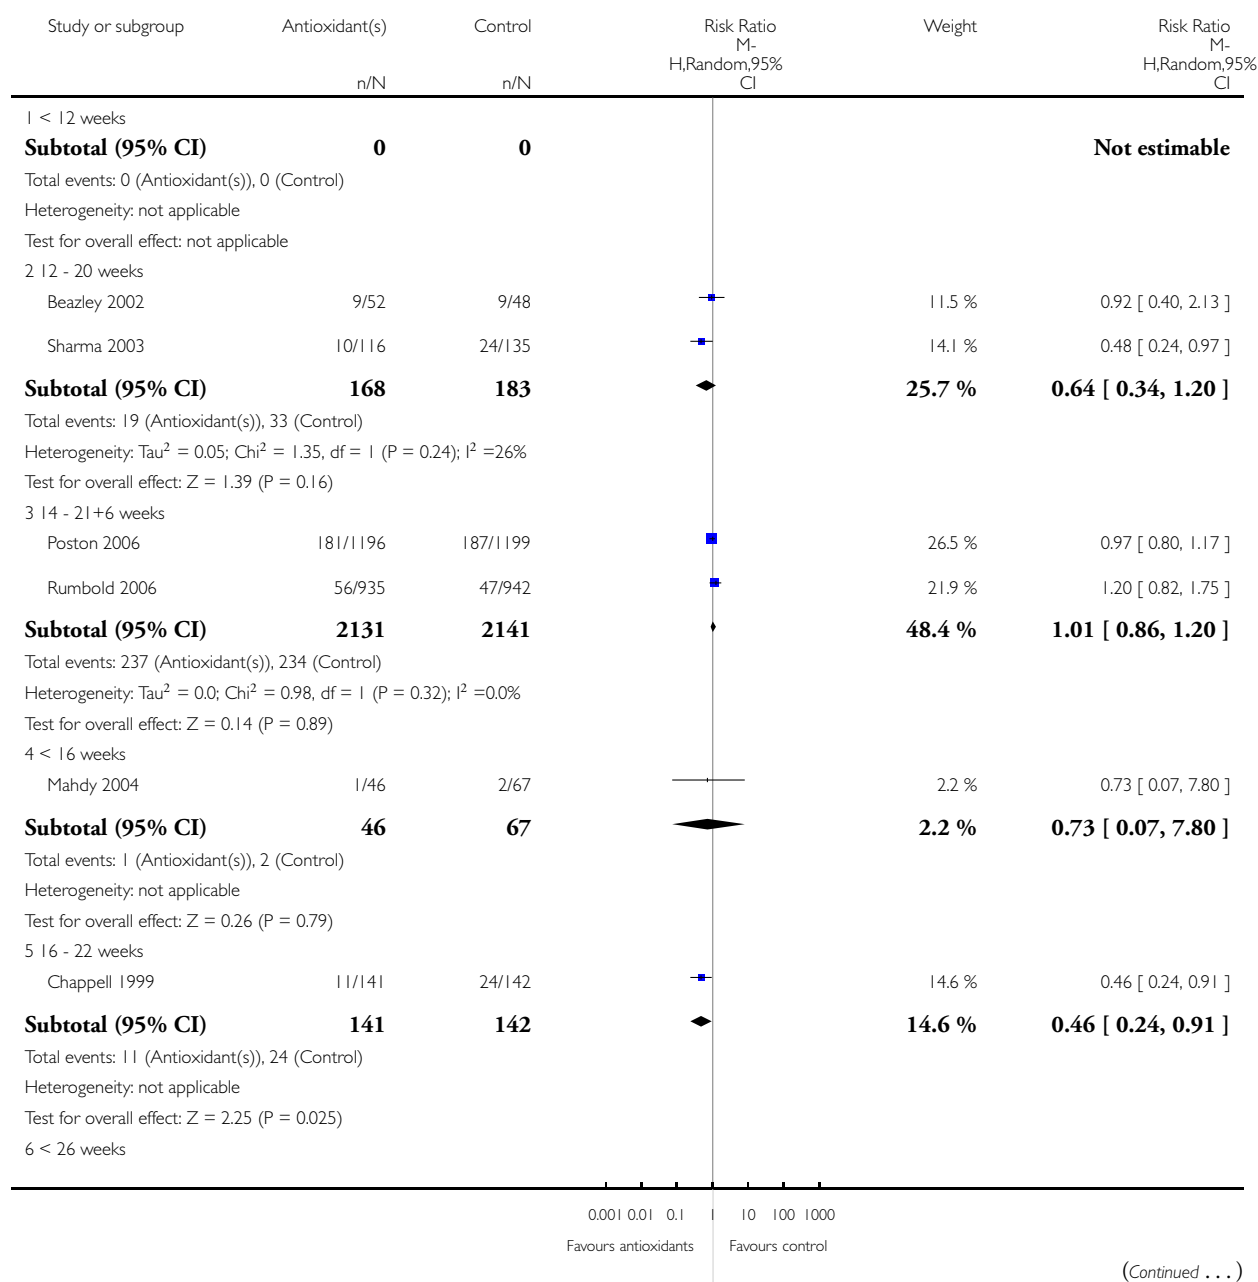 Study or subgroup Antioxidant(s) Control Risk Ratio Weight Risk Ratio
M- M-
H,Random,95% H,Random,95%
n/N n/N CI CI
1 < 12 weeks
Subtotal (95% CI) 0 0 Not estimable
Total events: 0 (Antioxidant(s)), 0 (Control)
Heterogeneity: not applicable
Test for overall effect: not applicable
2 12 - 20 weeks
Beazley 2002 9/52 9/48 11.5 % 0.92 [ 0.40, 2.13 ]
Sharma 2003 10/116 24/135 14.1 % 0.48 [ 0.24, 0.97 ]
Subtotal (95% CI) 168 183 25.7 % 0.64 [ 0.34, 1.20 ]
Total events: 19 (Antioxidant(s)), 33 (Control)
Heterogeneity: Tau² = 0.05; Chi² = 1.35, df = 1 (P = 0.24); I² =26%
Test for overall effect: Z = 1.39 (P = 0.16)
3 14 - 21+6 weeks
Poston 2006 181/1196 187/1199 26.5 % 0.97 [ 0.80, 1.17 ]
Rumbold 2006 56/935 47/942 21.9 % 1.20 [ 0.82, 1.75 ]
Subtotal (95% CI) 2131 2141 48.4 % 1.01 [ 0.86, 1.20 ]
Total events: 237 (Antioxidant(s)), 234 (Control)
Heterogeneity: Tau² = 0.0; Chi² = 0.98, df = 1 (P = 0.32); I² =0.0%
Test for overall effect: Z = 0.14 (P = 0.89)
4 < 16 weeks
Mahdy 2004 1/46 2/67 2.2 % 0.73 [ 0.07, 7.80 ]
Subtotal (95% CI) 46 67 2.2 % 0.73 [ 0.07, 7.80 ]
Total events: 1 (Antioxidant(s)), 2 (Control)
Heterogeneity: not applicable
Test for overall effect: Z = 0.26 (P = 0.79)
5 16 - 22 weeks
Chappell 1999 11/141 24/142 14.6 % 0.46 [ 0.24, 0.91 ]
Subtotal (95% CI) 141 142 14.6 % 0.46 [ 0.24, 0.91 ]
Total events: 11 (Antioxidant(s)), 24 (Control)
Heterogeneity: not applicable
Test for overall effect: Z = 2.25 (P = 0.025)
6 < 26 weeks
0.001 0.01 0.1 1 10 100 1000
Favours antioxidants Favours control
(Continued . . . )